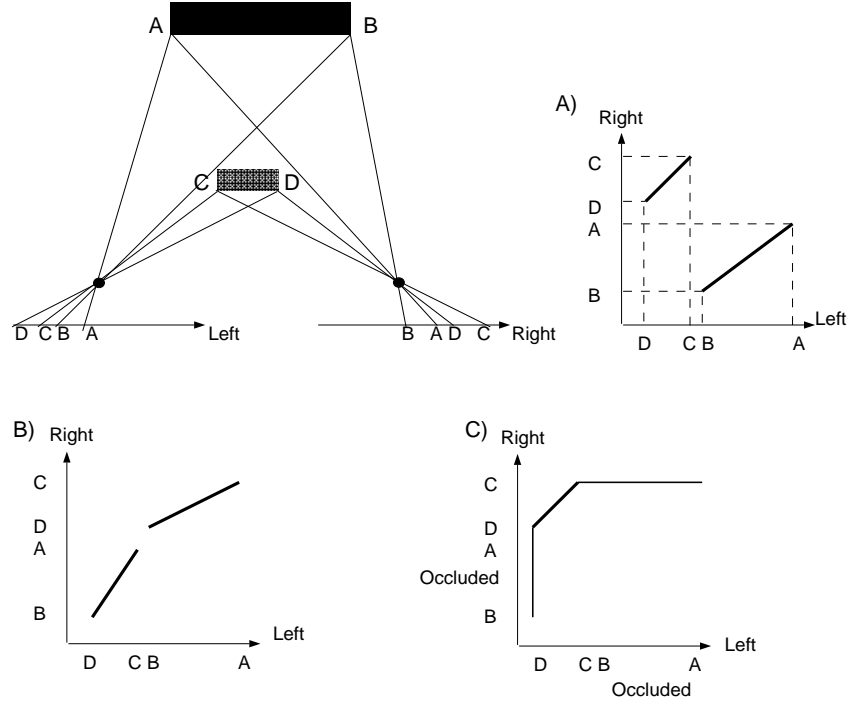 A B
C D
D C B A Left
B A D C Right
A)
Right
C
D
A
B
Left
D C B A
B)
Right
C
D
A
B
Left
D C B A
C)
Right
C
D
A
Occluded
B
Left
D C B A
Occluded